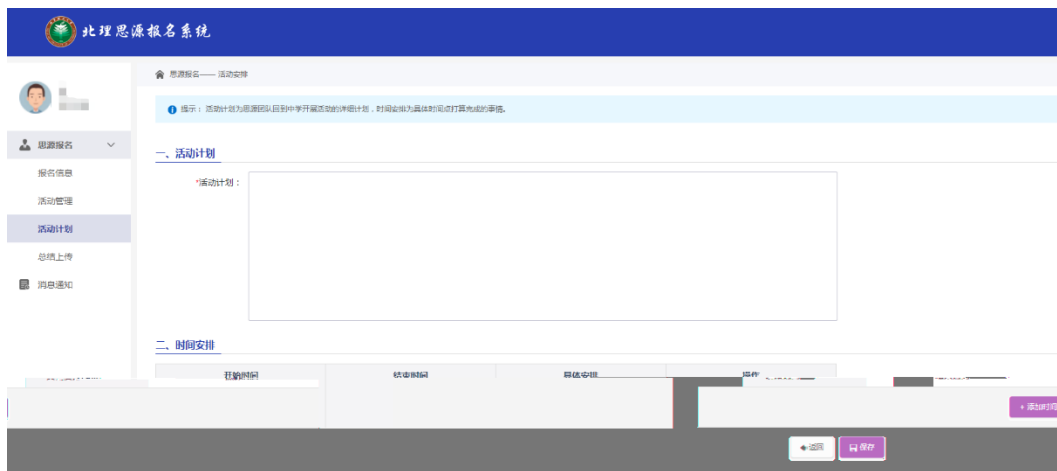 北理思源报名系统
思源报名—— 活动安排
提示： 活动计划为思源团队回到中学开展活动的详细计划，时间安排为具体时间点打算完成的事情。
思源报名
报名信息
活动管理
活动计划
总结上传
消息通知
一、活动计划
*活动计划：
二、时间安排
开始时间 结束时间 具体安排 操作
+ 添加时间
返回 保存